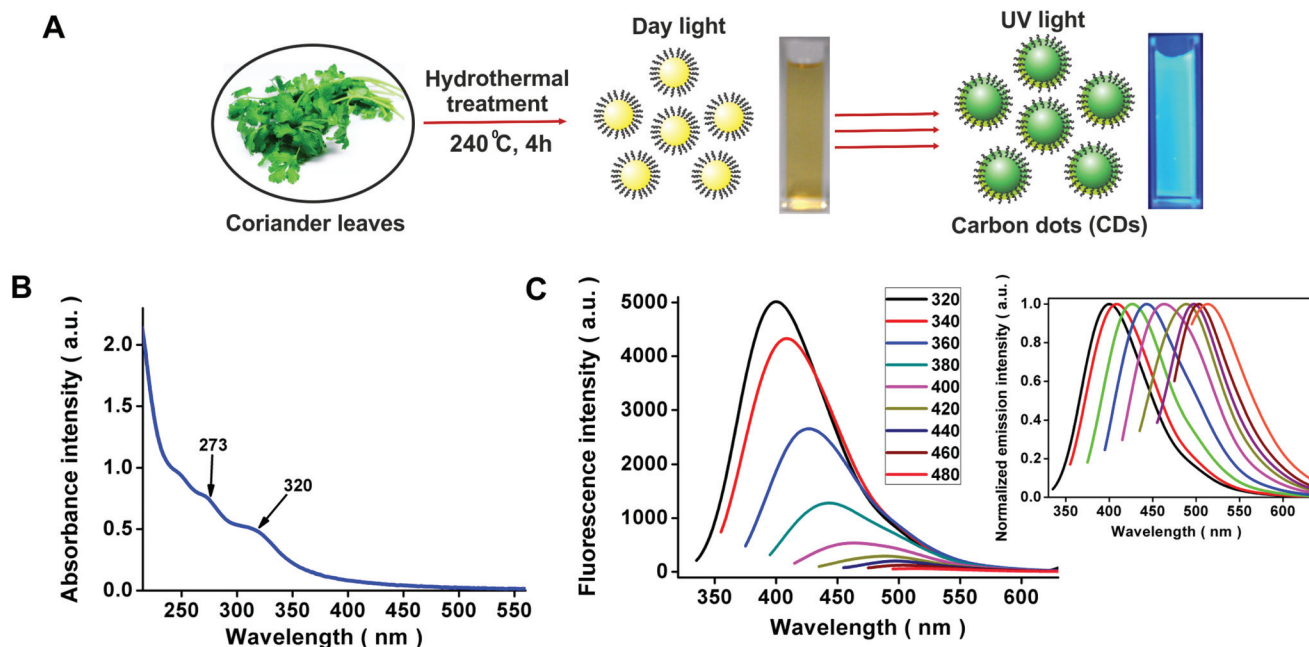 A
Day light
UV light
Hydrothermal
treatment
240 ⁰C, 4h
Coriander leaves
Carbon dots (CDs)
B
Absorbance intensity ( a.u. )
2.0
1.5
1.0
0.5
0.0
273
320
250 300 350 400 450 500 550
Wavelength ( nm )
C
Fluorescence intensity ( a.u. )
5000
4000
3000
2000
1000
0
350 400 450 500 550 600
Wavelength ( nm )
320
340
360
380
400
420
440
460
480
Normalized emission intensity ( a.u. )
1.0
0.8
0.6
0.4
0.2
0.0
350 400 450 500 550 600
Wavelength ( nm )